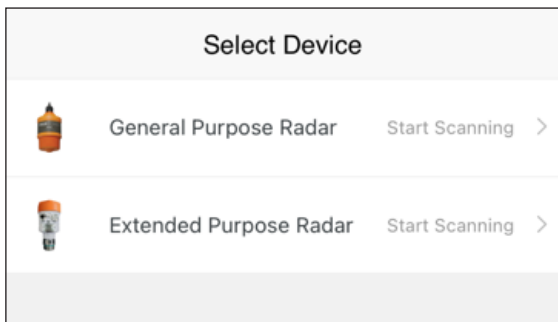 Select Device
General Purpose Radar Start Scanning
Extended Purpose Radar Start Scanning